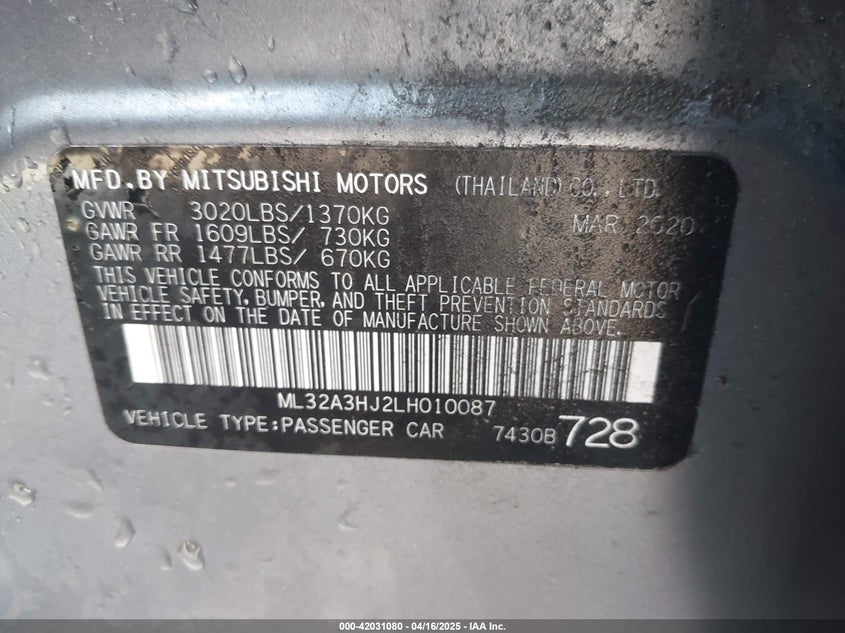 MFD.BY MITSUBISHI MOTORS (THAILAND) CO., LTD.
GVWR 3020LBS/1370KG MAR 2020
GAWR FR 1609LBS/ 730KG
GAWR RR 1477LBS/ 670KG
THIS VEHICLE CONFORMS TO ALL APPLICABLE FEDERAL MOTOR
VEHICLE SAFETY, BUMPER, AND THEFT PREVENTION STANDARDS
IN EFFECT ON THE DATE OF MANUFACTURE SHOWN ABOVE.
ML32A3HJ2LH010087
VEHICLE TYPE:PASSENGER CAR 7430B 728
000-42031080 - 04/16/2025 - IAA Inc.